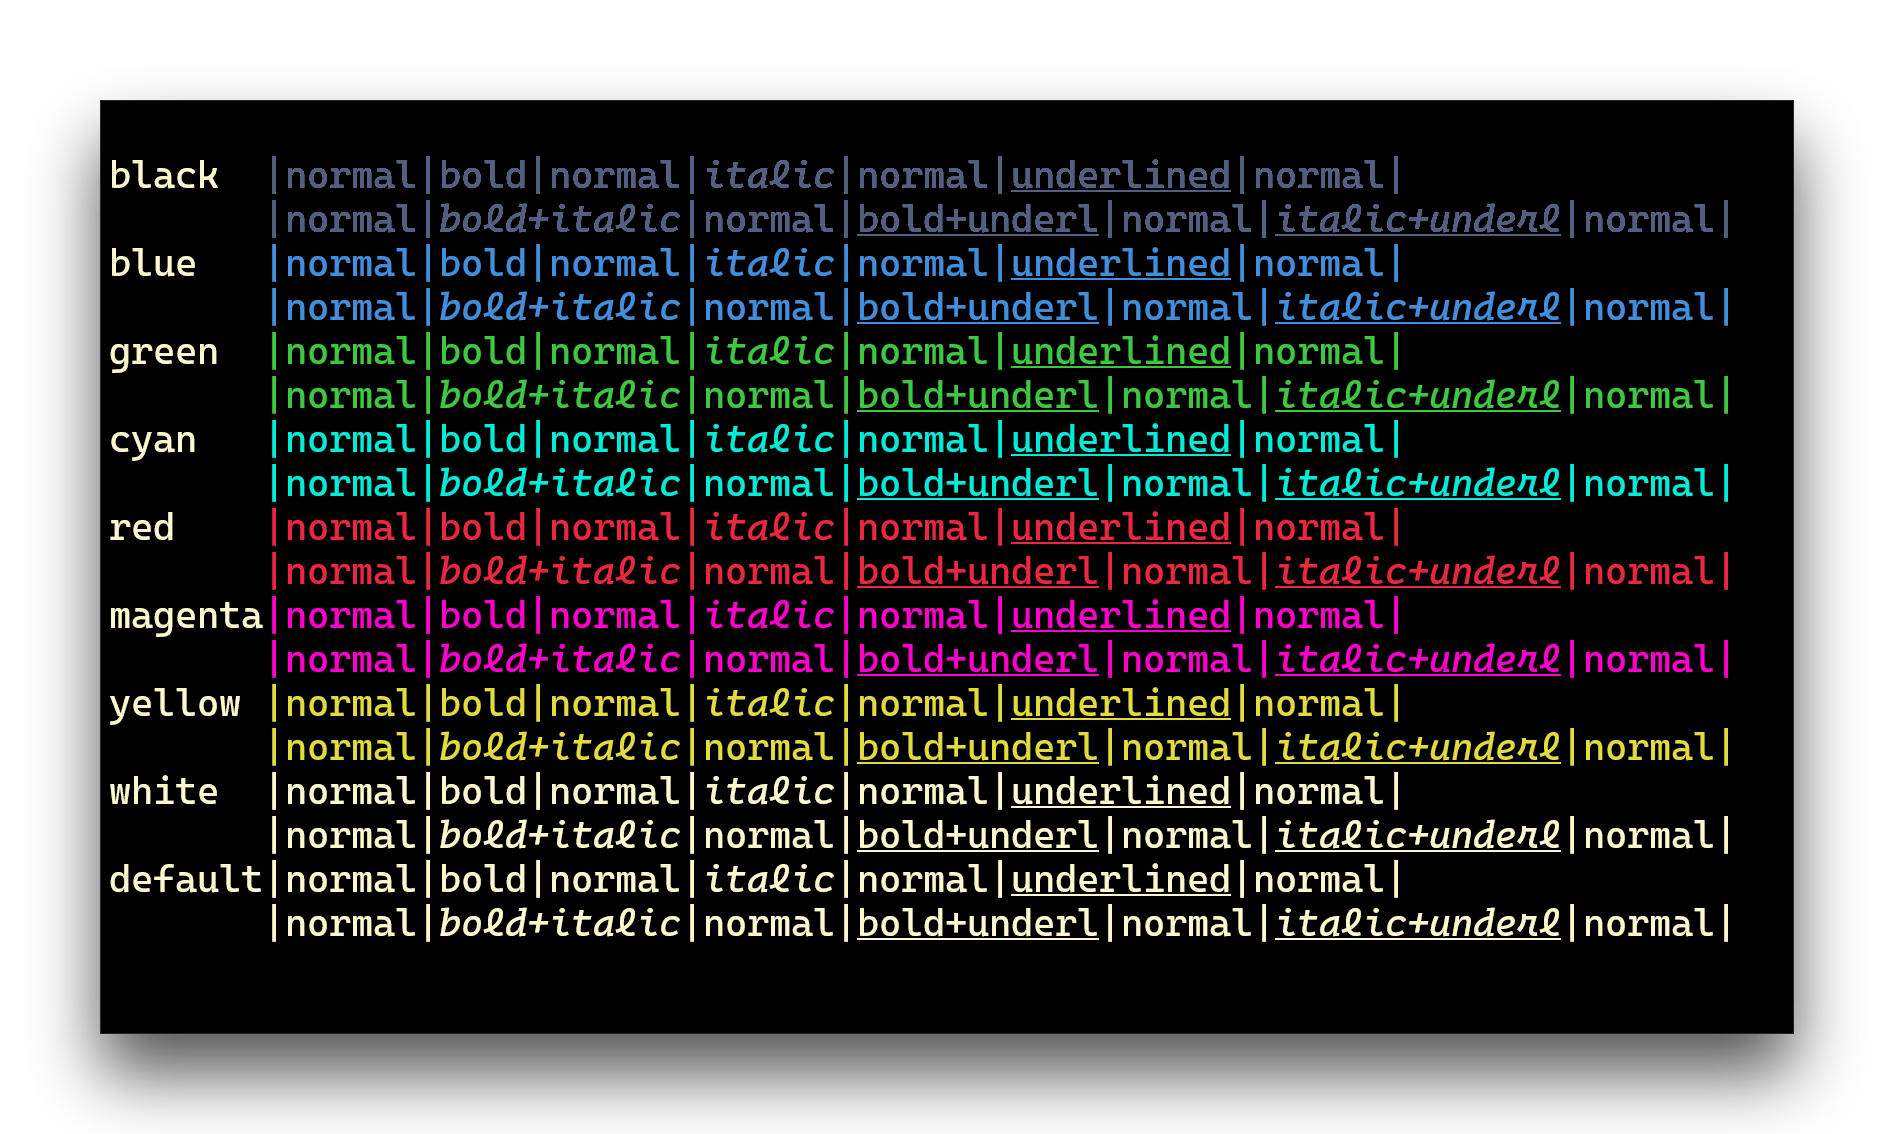 black  |normal|bold|normal|italic|normal|underlined|normal|
       |normal|bold+italic|normal|bold+underl|normal|italic+underl|normal|
blue   |normal|bold|normal|italic|normal|underlined|normal|
       |normal|bold+italic|normal|bold+underl|normal|italic+underl|normal|
green  |normal|bold|normal|italic|normal|underlined|normal|
       |normal|bold+italic|normal|bold+underl|normal|italic+underl|normal|
cyan   |normal|bold|normal|italic|normal|underlined|normal|
       |normal|bold+italic|normal|bold+underl|normal|italic+underl|normal|
red    |normal|bold|normal|italic|normal|underlined|normal|
       |normal|bold+italic|normal|bold+underl|normal|italic+underl|normal|
magenta|normal|bold|normal|italic|normal|underlined|normal|
       |normal|bold+italic|normal|bold+underl|normal|italic+underl|normal|
yellow |normal|bold|normal|italic|normal|underlined|normal|
       |normal|bold+italic|normal|bold+underl|normal|italic+underl|normal|
white  |normal|bold|normal|italic|normal|underlined|normal|
       |normal|bold+italic|normal|bold+underl|normal|italic+underl|normal|
default|normal|bold|normal|italic|normal|underlined|normal|
       |normal|bold+italic|normal|bold+underl|normal|italic+underl|normal|